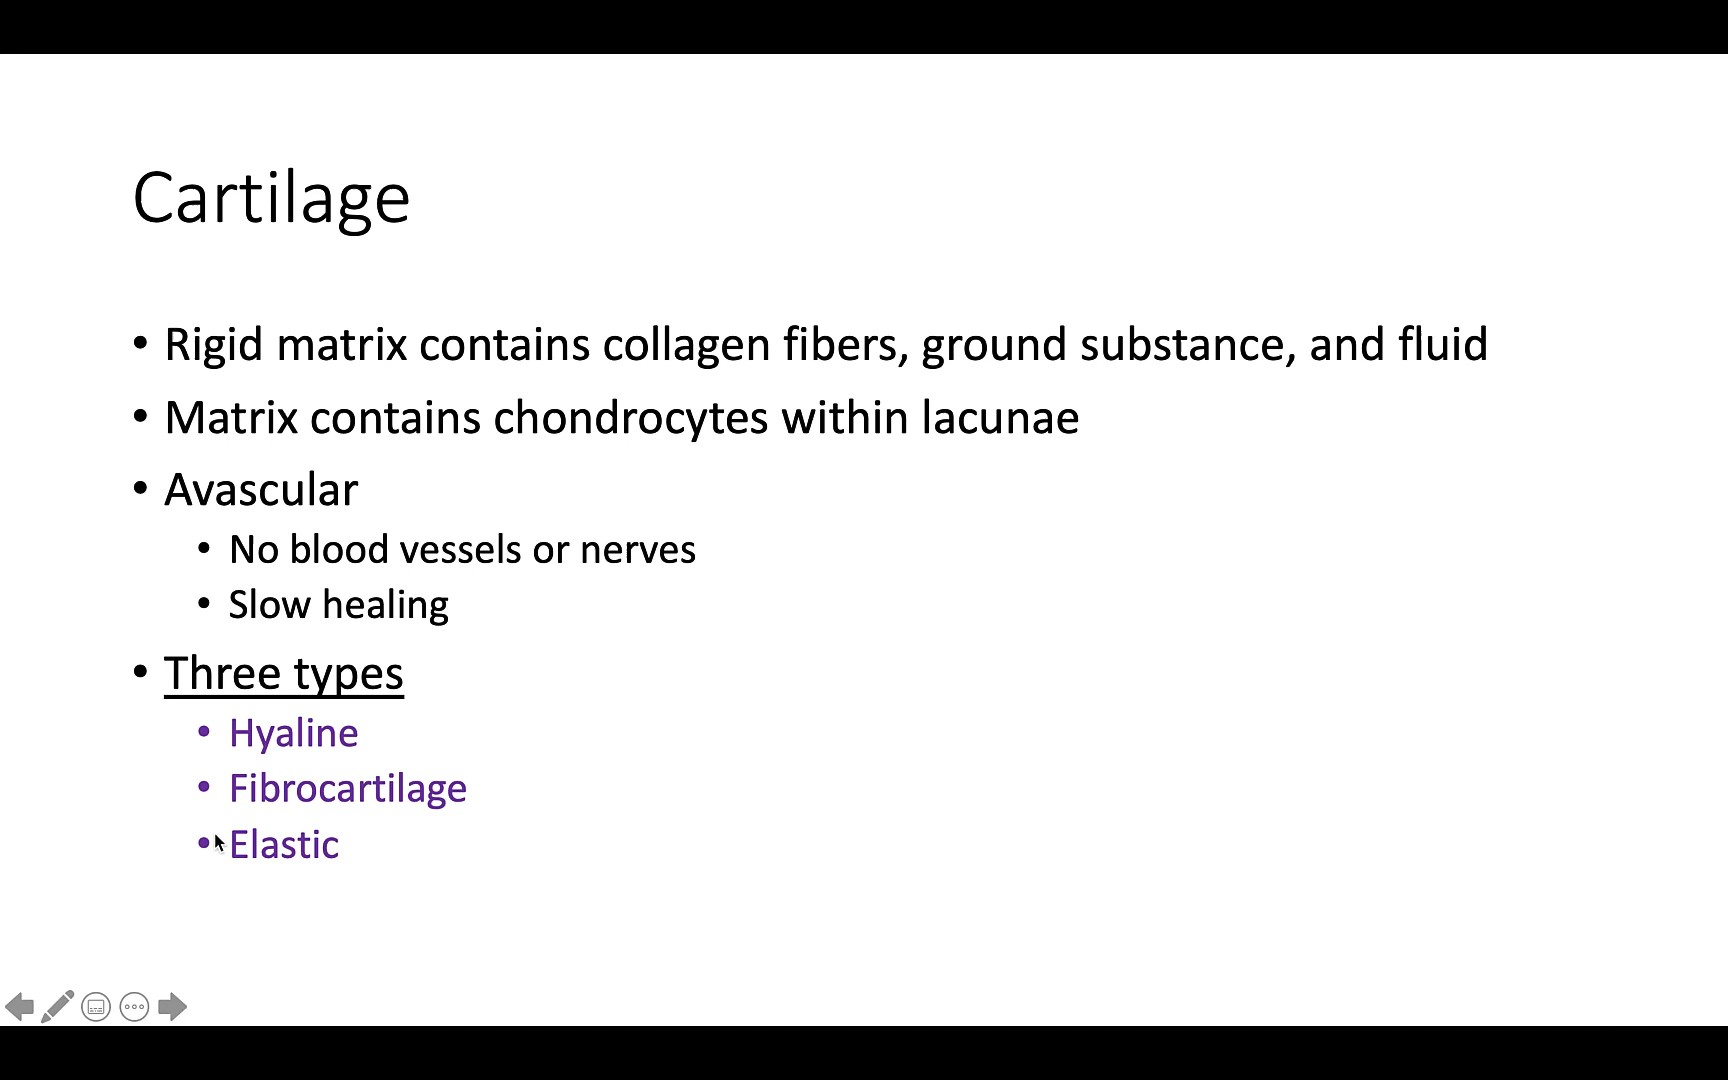 Cartilage
• Rigid matrix contains collagen fibers, ground substance, and fluid
• Matrix contains chondrocytes within lacunae
• Avascular
• No blood vessels or nerves
• Slow healing
• Three types
• Hyaline
• Fibrocartilage
• Elastic